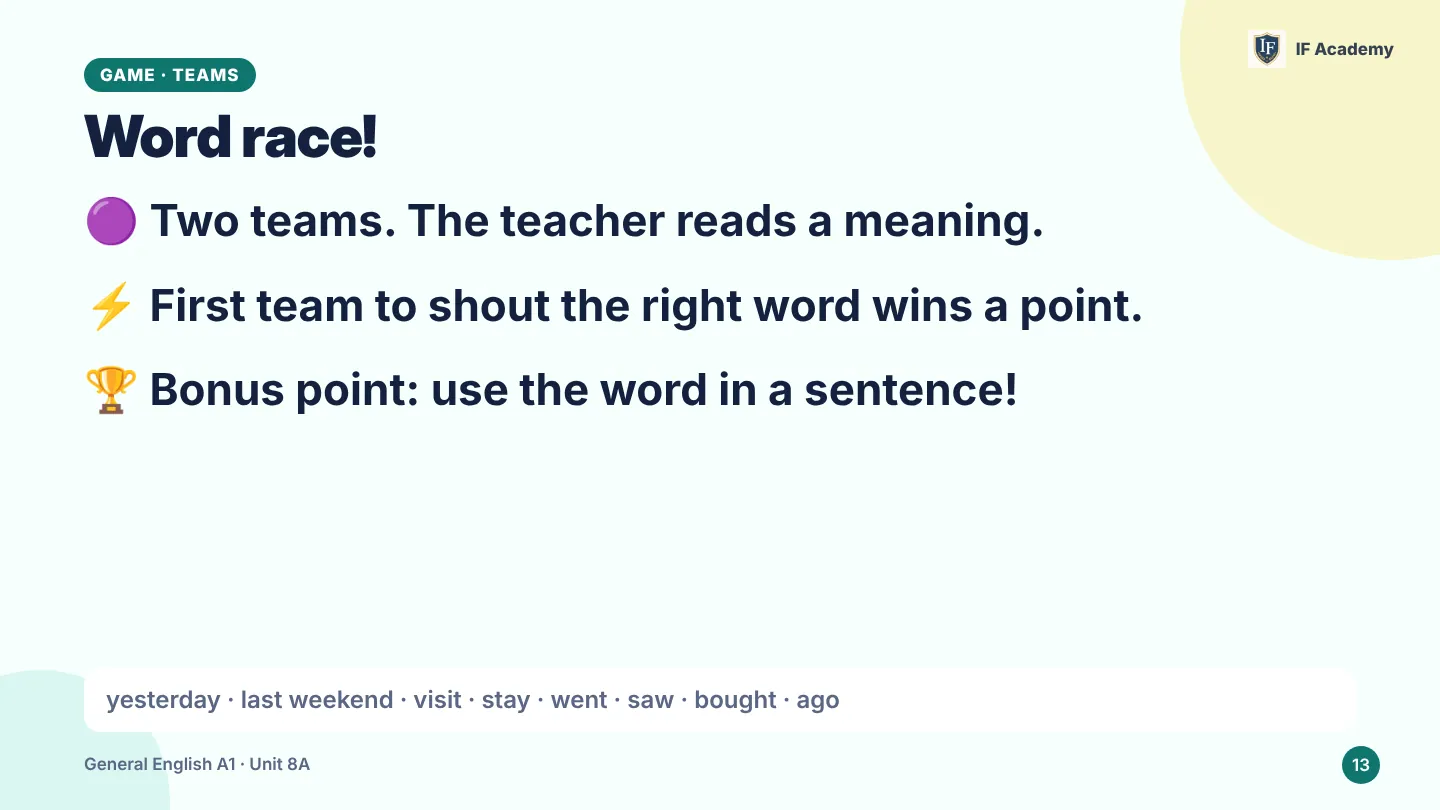 IF Academy
GAME · TEAMS
Word race!
🟣 Two teams. The teacher reads a meaning.
⚡ First team to shout the right word wins a point.
🏆 Bonus point: use the word in a sentence!
yesterday · last weekend · visit · stay · went · saw · bought · ago
General English A1 · Unit 8A
13